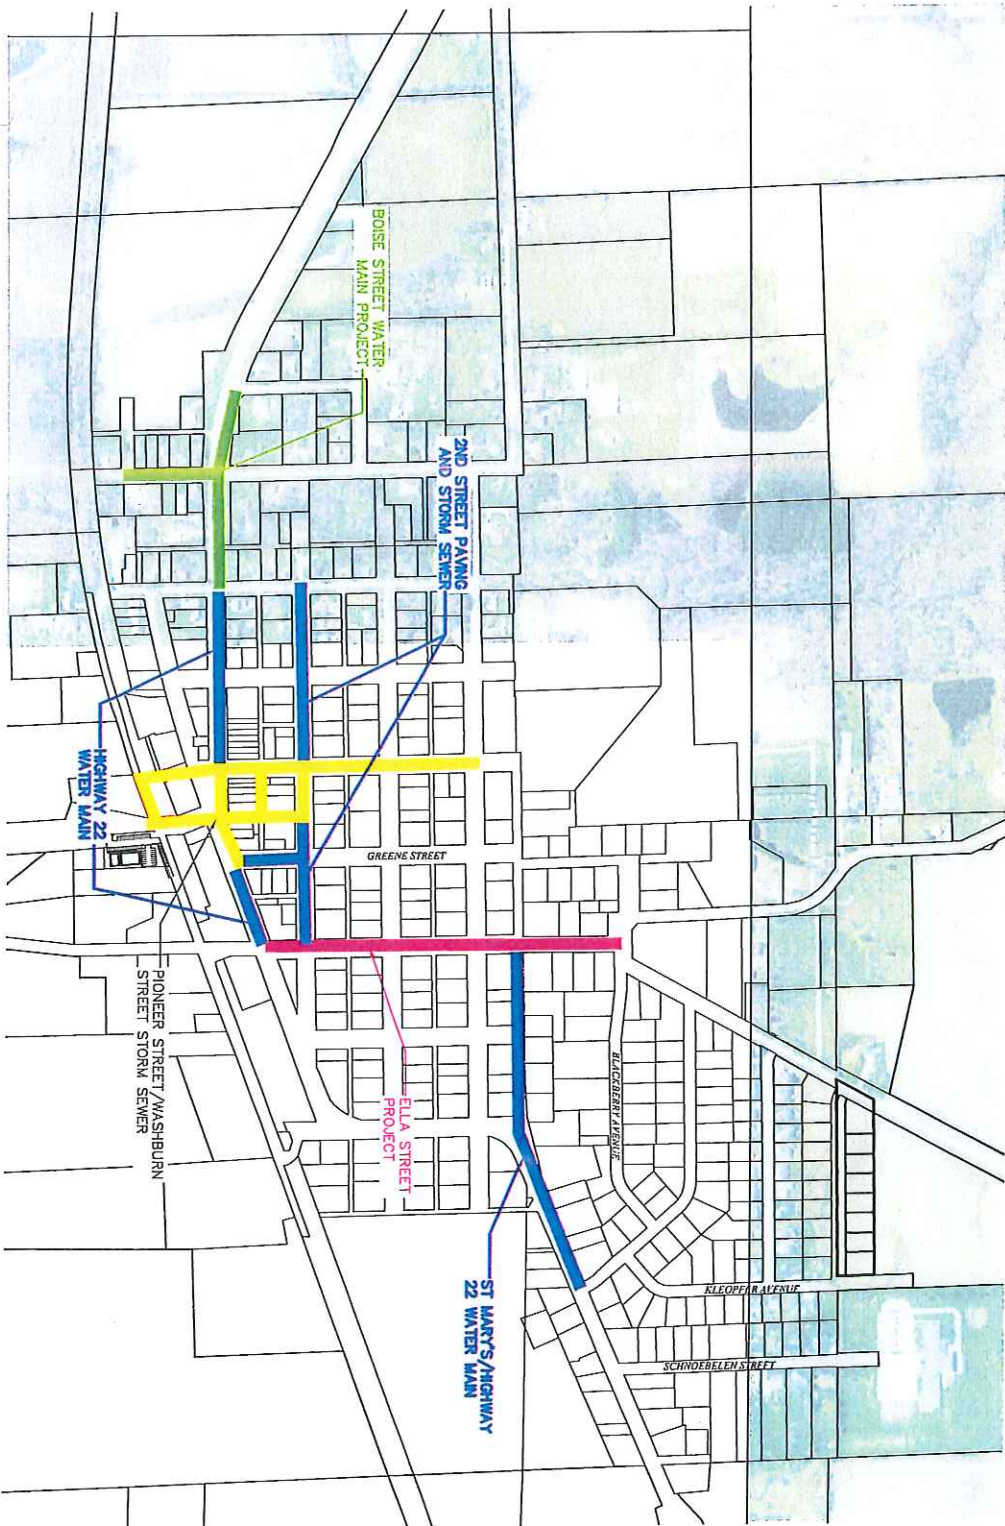 BOISE STREET WATER
MAIN PROJECT
2ND STREET PAVING
AND STORM SEWER
HIGHWAY 22
WATER MAIN
GREENE STREET
PIONEER STREET/WASHBURN
STREET STORM SEWER
ELLA STREET
PROJECT
BLACKBERRY AVENUE
ST MARY'S/HIGHWAY
22 WATER MAIN
KLEOPFER AVENUE
SCHNOEBELEN STREET